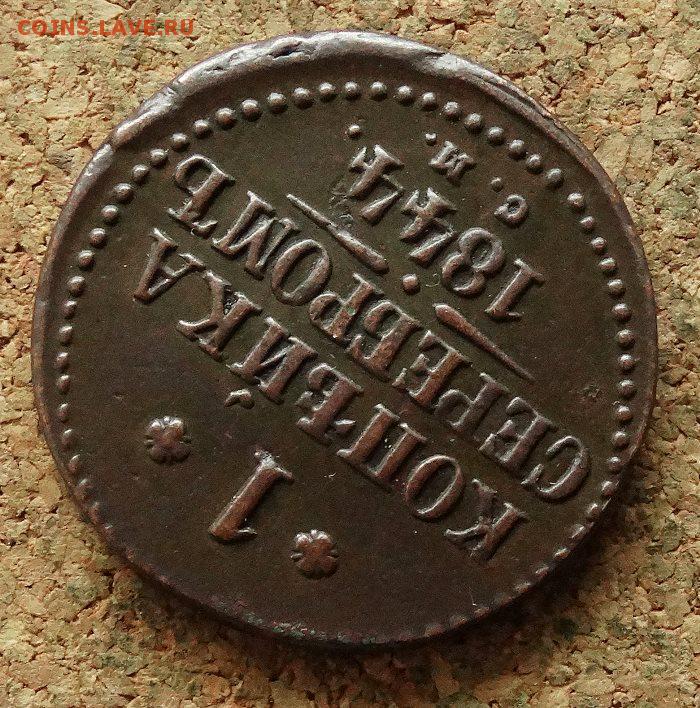 COINS.LAVE.RU
* 1 *
КОПѢЙКА
СЕРЕБРОМЪ
1844.
С. М.